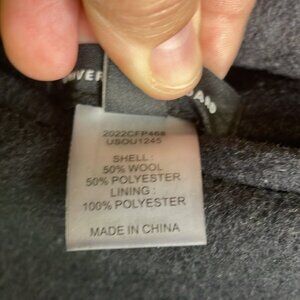 2022CFP468
USOU1245
SHELL :
50% WOOL
50% POLYESTER
LINING :
100% POLYESTER
MADE IN CHINA